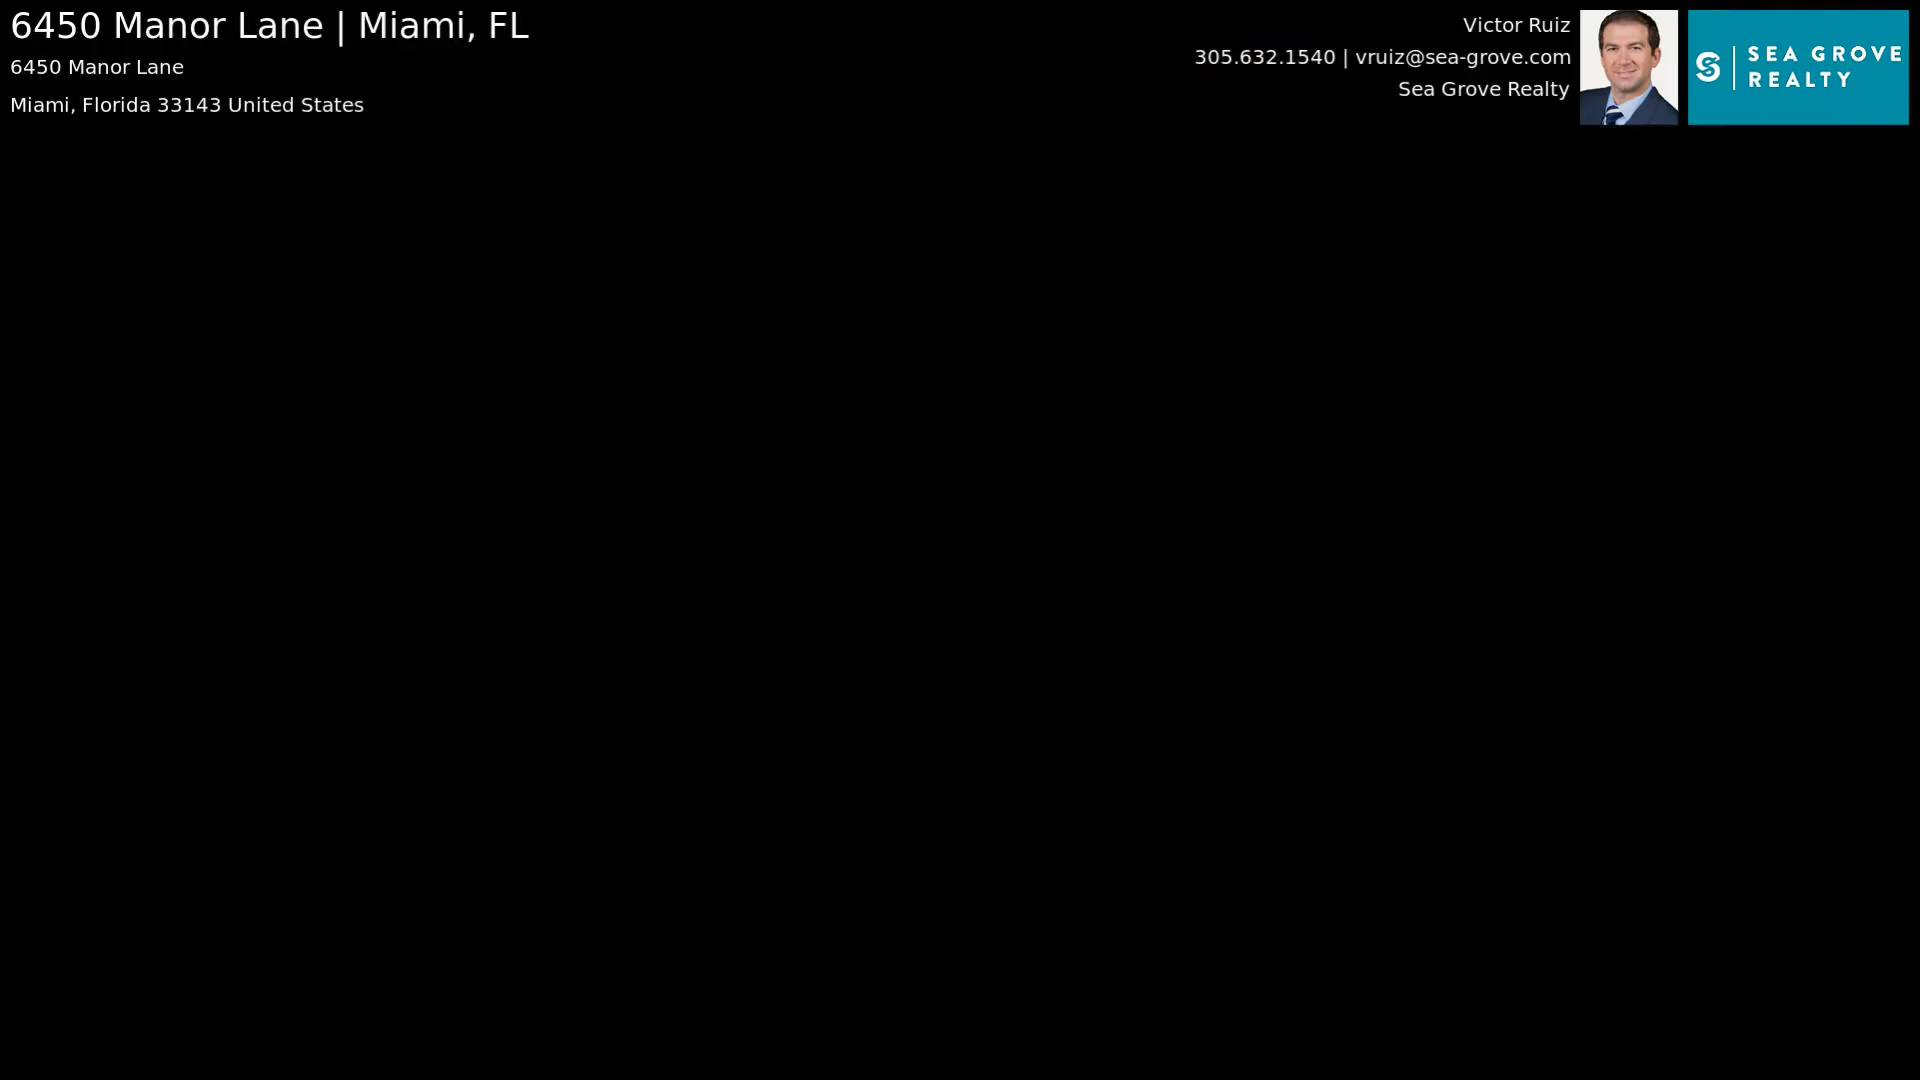 6450 Manor Lane | Miami, FL
6450 Manor Lane
Miami, Florida 33143 United States
Victor Ruiz
305.632.1540 | vruiz@sea-grove.com
Sea Grove Realty
SEA GROVE
REALTY